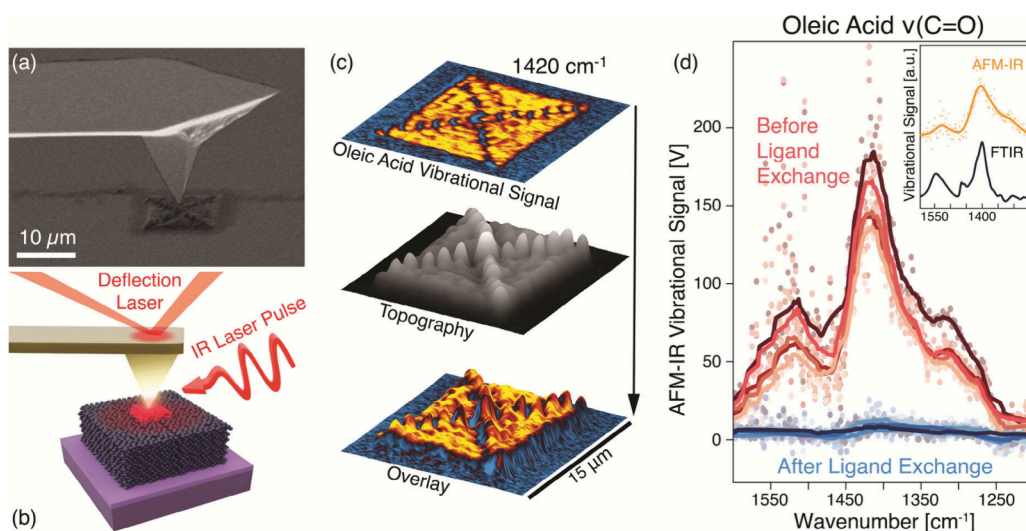 (a)
10 µm
Deflection
Laser
IR Laser Pulse
(b)
(c)
1420 cm⁻¹
Oleic Acid Vibrational Signal
Topography
Overlay
15 µm
Oleic Acid ν(C=O)
(d)
AFM-IR Vibrational Signal [V]
200
150
100
50
0
Before
Ligand
Exchange
After Ligand Exchange
1550
1450
1350
1250
Wavenumber [cm⁻¹]
Vibrational Signal [a.u.]
AFM-IR
FTIR
1550
1400